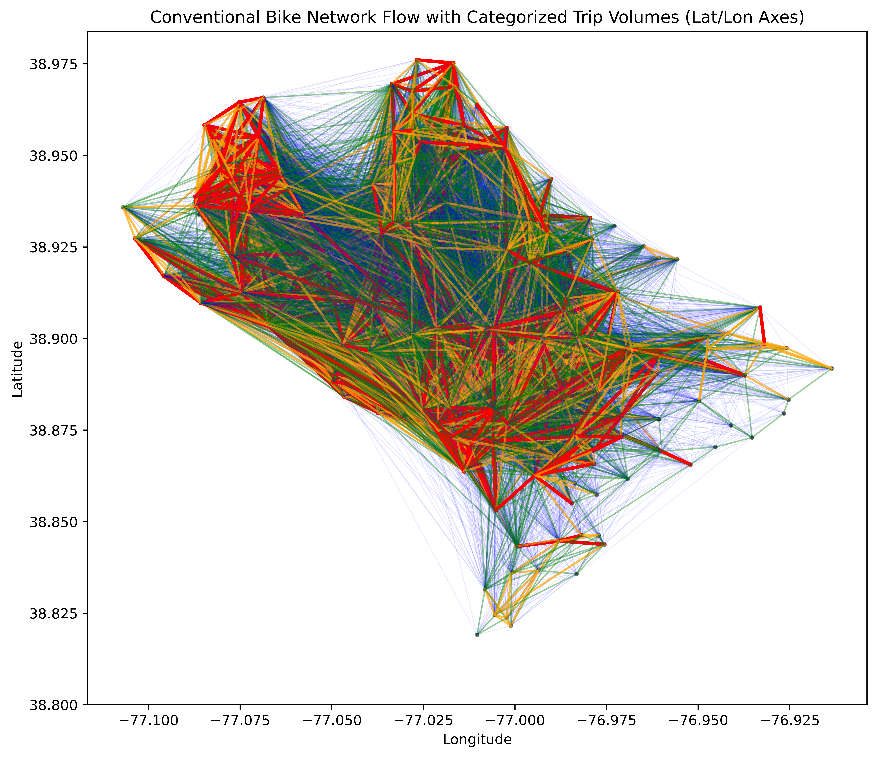 Conventional Bike Network Flow with Categorized Trip Volumes (Lat/Lon Axes)
38.975
38.950
38.925
38.900
38.875
38.850
38.825
38.800
Latitude
−77.100 −77.075 −77.050 −77.025 −77.000 −76.975 −76.950 −76.925
Longitude